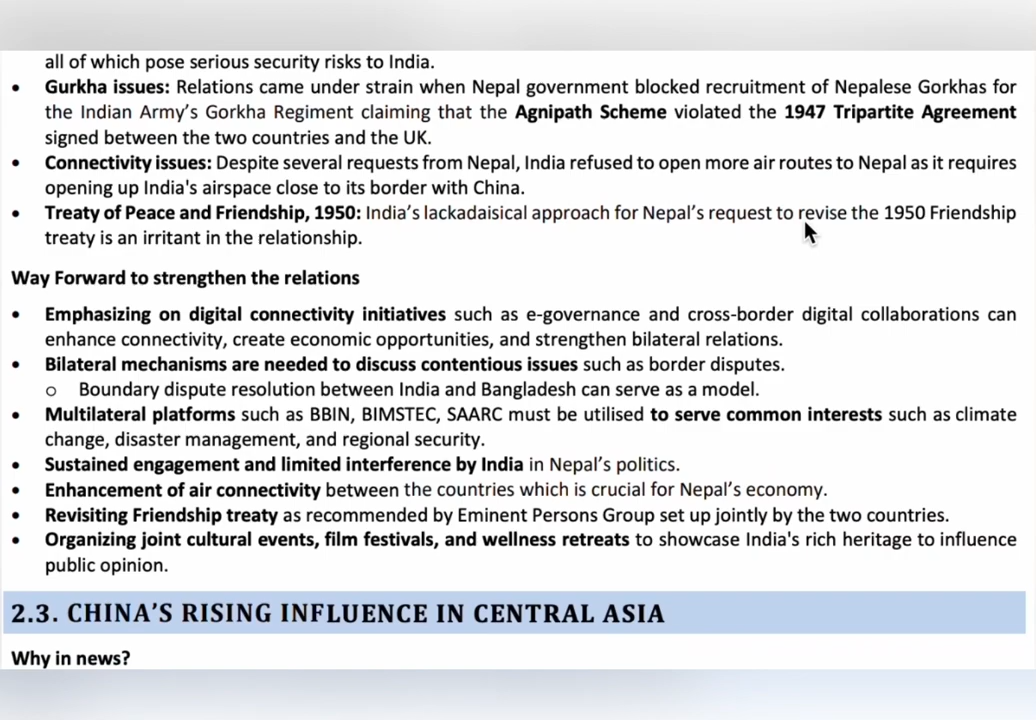 all of which pose serious security risks to India.
• Gurkha issues: Relations came under strain when Nepal government blocked recruitment of Nepalese Gorkhas for
the Indian Army's Gorkha Regiment claiming that the Agnipath Scheme violated the 1947 Tripartite Agreement
signed between the two countries and the UK.
• Connectivity issues: Despite several requests from Nepal, India refused to open more air routes to Nepal as it requires
opening up India's airspace close to its border with China.
• Treaty of Peace and Friendship, 1950: India's lackadaisical approach for Nepal's request to revise the 1950 Friendship
treaty is an irritant in the relationship.
Way Forward to strengthen the relations
• Emphasizing on digital connectivity initiatives such as e-governance and cross-border digital collaborations can
enhance connectivity, create economic opportunities, and strengthen bilateral relations.
• Bilateral mechanisms are needed to discuss contentious issues such as border disputes.
o Boundary dispute resolution between India and Bangladesh can serve as a model.
• Multilateral platforms such as BBIN, BIMSTEC, SAARC must be utilised to serve common interests such as climate
change, disaster management, and regional security.
• Sustained engagement and limited interference by India in Nepal's politics.
• Enhancement of air connectivity between the countries which is crucial for Nepal's economy.
• Revisiting Friendship treaty as recommended by Eminent Persons Group set up jointly by the two countries.
• Organizing joint cultural events, film festivals, and wellness retreats to showcase India's rich heritage to influence
public opinion.
2.3. CHINA'S RISING INFLUENCE IN CENTRAL ASIA
Why in news?